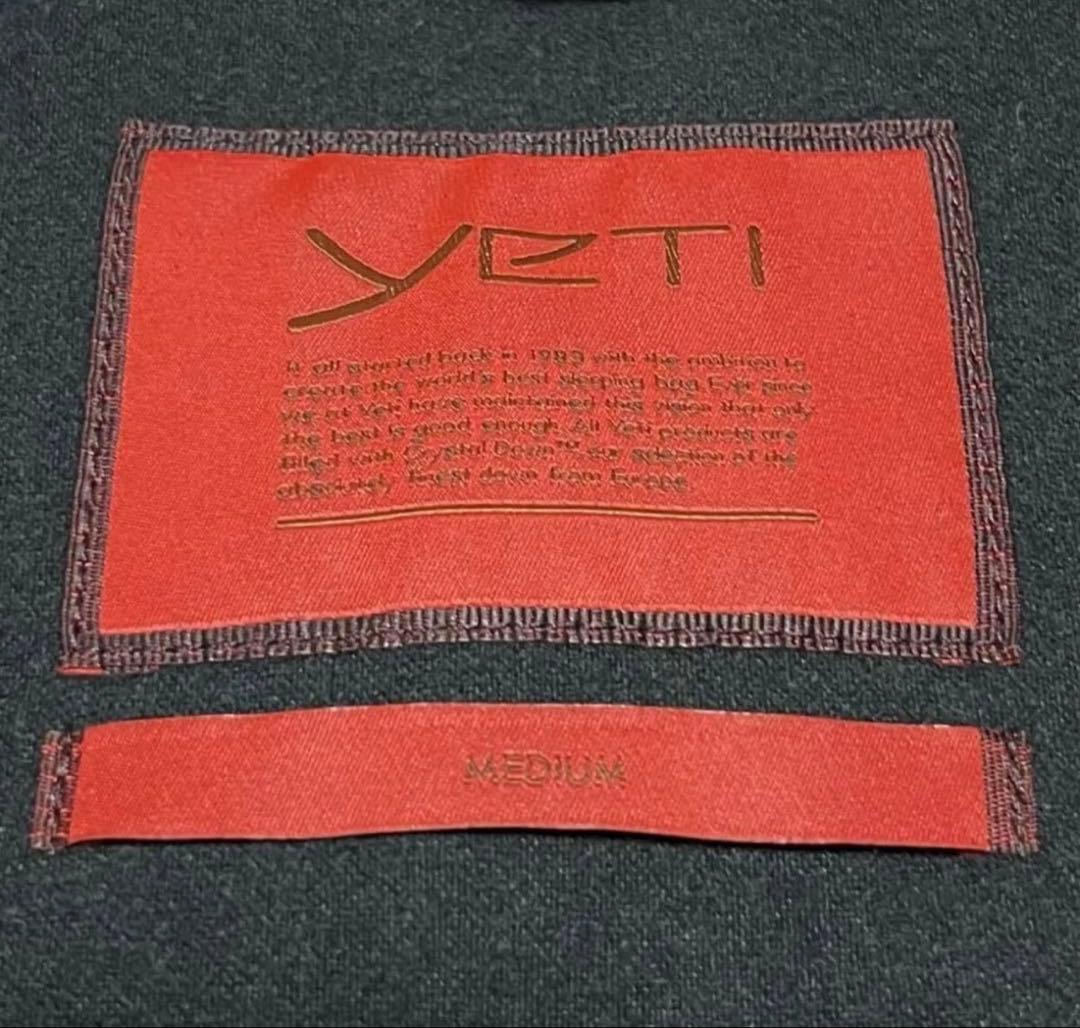 yeTI
It all started back in 1983 with the ambition to
create the world's best sleeping bag Ever since
we at Yeti have maintained this vision that only
the best is good enough. All Yeti products are
filled with Crystal Down™ our selection of the
absolutely finest down from Europe.
MEDIUM